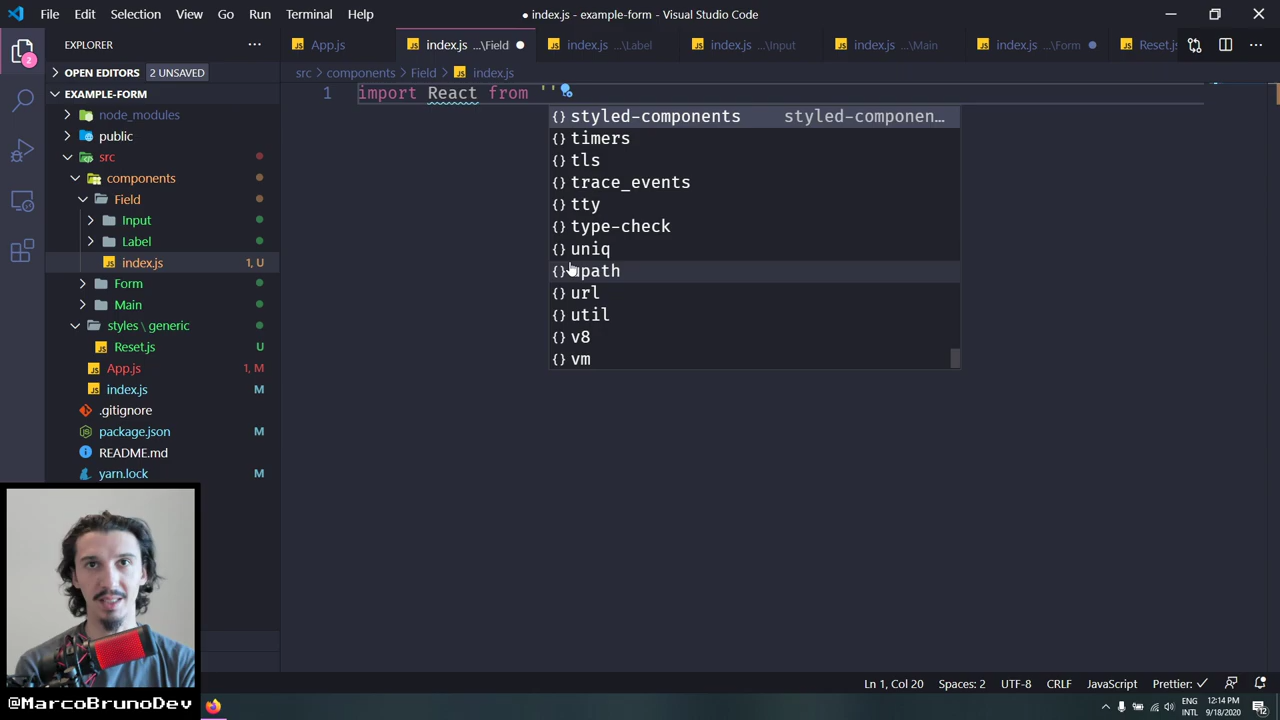 File Edit Selection View Go Run Terminal Help
● index.js - example-form - Visual Studio Code
EXPLORER
App.js
index.js ...\Field
index.js ...\Label
index.js ...\Input
index.js ...\Main
index.js ...\Form
Reset.js
OPEN EDITORS 2 UNSAVED
src > components > Field > index.js
EXAMPLE-FORM
1 import React from ''
node_modules
public
src
components
Field
Input
Label
index.js 1, U
Form
Main
styles \ generic
Reset.js U
App.js 1, M
index.js M
.gitignore
package.json M
README.md
yarn.lock M
styled-components styled-componen...
timers
tls
trace_events
tty
type-check
uniq
upath
url
util
v8
vm
2
Ln 1, Col 20 Spaces: 2 UTF-8 CRLF JavaScript Prettier: ✓
@MarcoBrunoDev
ENG
INTL
12:14 PM
9/18/2020
12